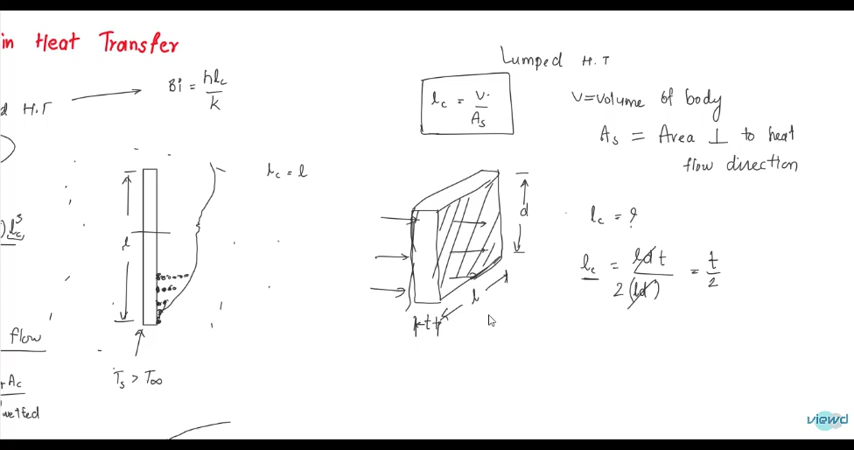 in Heat Transfer
d H.T
Bi = hlc/k
lc = l
l
Ts > T∞
flow
Ac
wetted
Lumped H.T
lc = V/As
V=volume of body
As = Area ⊥ to heat
flow direction
d
l
t
lc = ?
lc = ldt/2(ld) = t/2
viewd